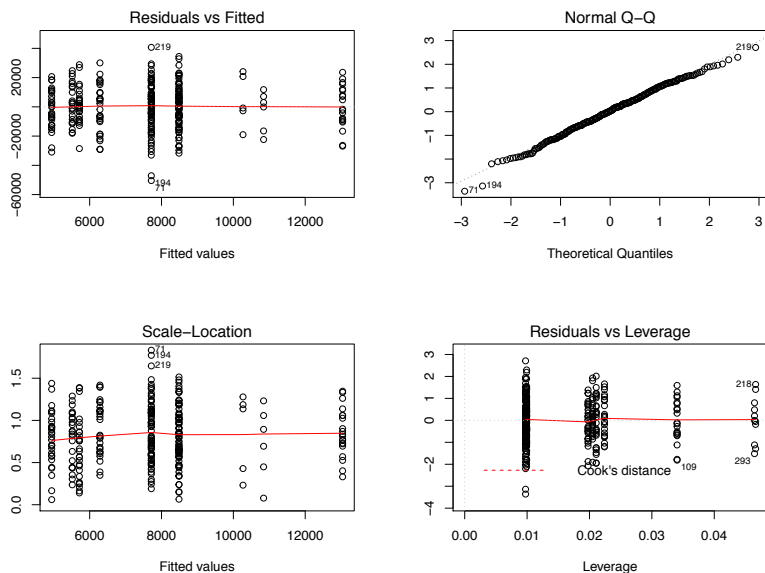 Residuals vs Fitted
20000
0
−20000
−60000
219
194
71
6000 8000 10000 12000
Fitted values
Normal Q−Q
3
2
1
0
−1
−3
219
71
194
−3 −2 −1 0 1 2 3
Theoretical Quantiles
Scale−Location
1.5
1.0
0.5
0.0
71
194
219
6000 8000 10000 12000
Fitted values
Residuals vs Leverage
3
2
0
−2
−4
218
109
293
Cook's distance
0.00 0.01 0.02 0.03 0.04
Leverage